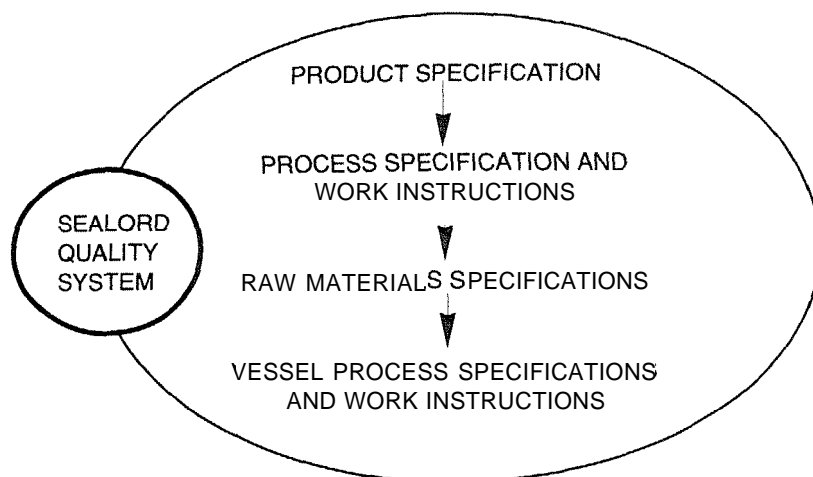 PRODUCT SPECIFICATION
PROCESS SPECIFICATION AND
WORK INSTRUCTIONS
SEALORD
QUALITY
SYSTEM
RAW MATERIALS SPECIFICATIONS
VESSEL PROCESS SPECIFICATIONS
AND WORK INSTRUCTIONS